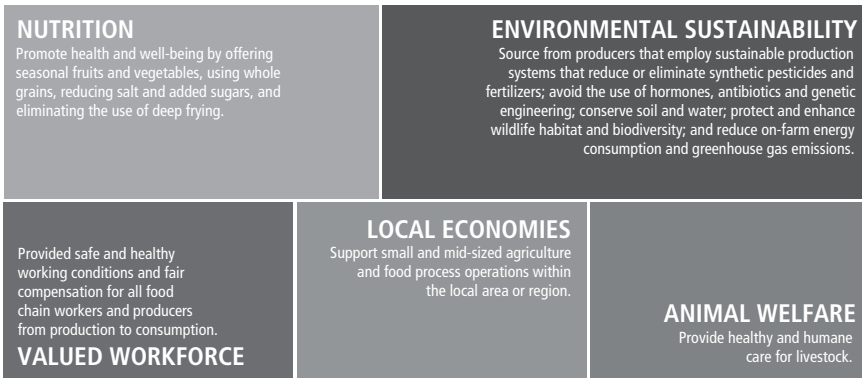 NUTRITION
Promote health and well-being by offering
seasonal fruits and vegetables, using whole
grains, reducing salt and added sugars, and
eliminating the use of deep frying.
ENVIRONMENTAL SUSTAINABILITY
Source from producers that employ sustainable production
systems that reduce or eliminate synthetic pesticides and
fertilizers; avoid the use of hormones, antibiotics and genetic
engineering; conserve soil and water; protect and enhance
wildlife habitat and biodiversity; and reduce on-farm energy
consumption and greenhouse gas emissions.
Provided safe and healthy
working conditions and fair
compensation for all food
chain workers and producers
from production to consumption.
VALUED WORKFORCE
LOCAL ECONOMIES
Support small and mid-sized agriculture
and food process operations within
the local area or region.
ANIMAL WELFARE
Provide healthy and humane
care for livestock.